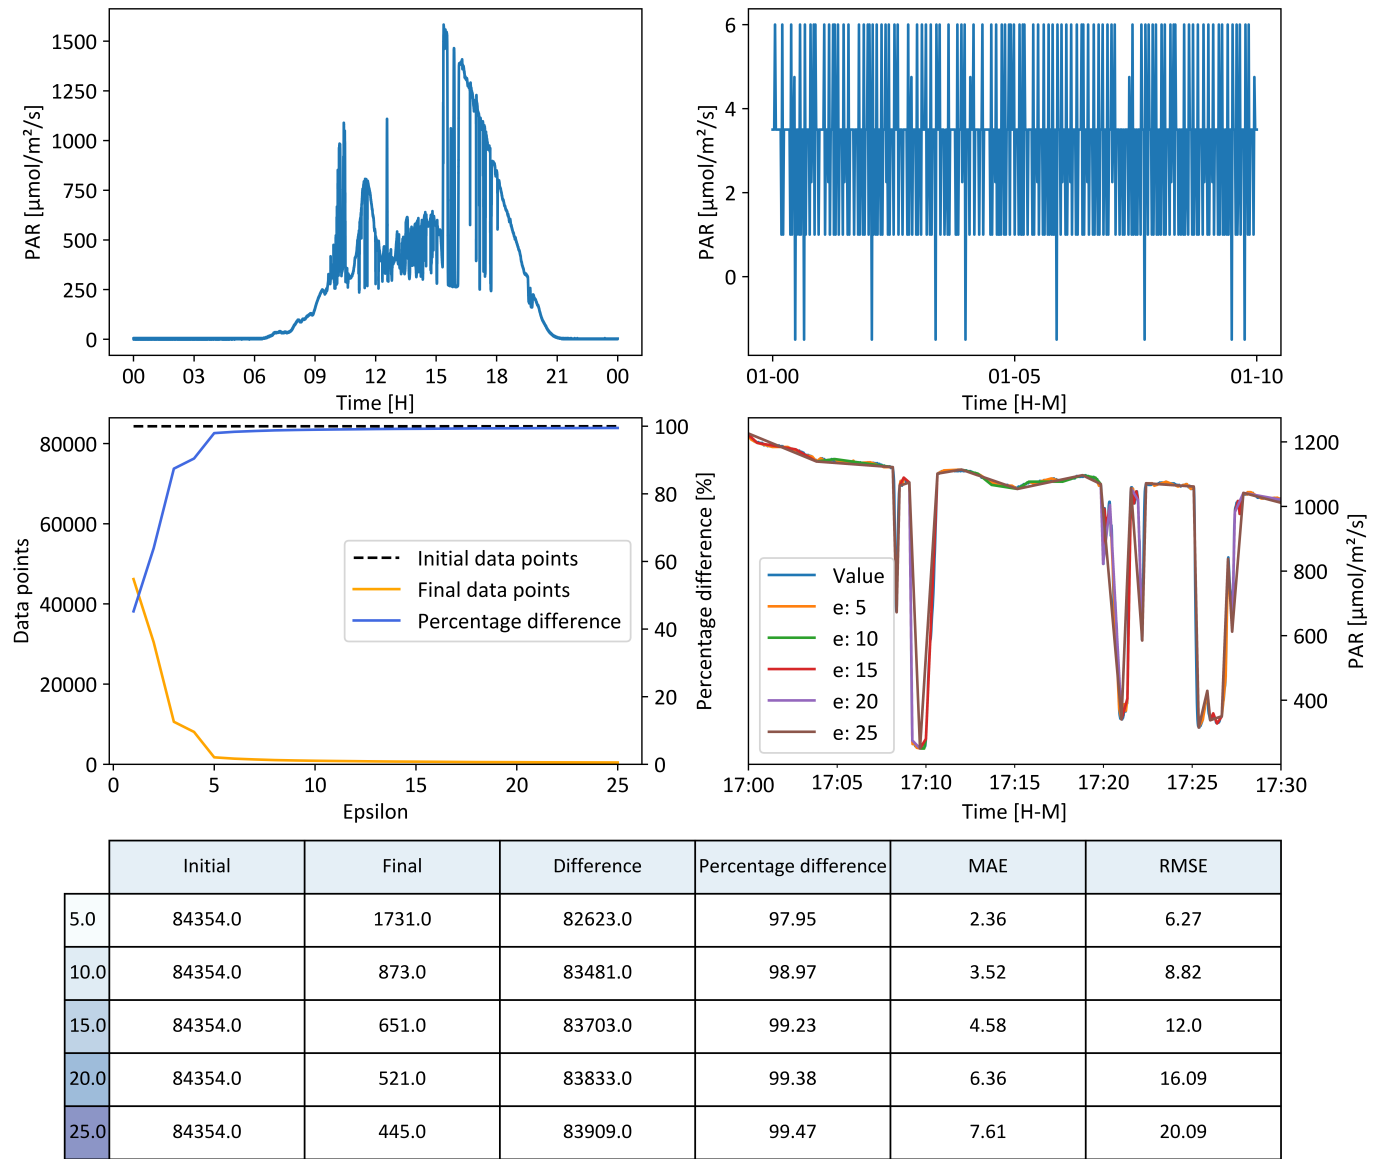 PAR [µmol/m²/s]
1500
1250
1000
750
500
250
0
00 03 06 09 12 15 18 21 00
Time [H]
PAR [µmol/m²/s]
6
4
2
0
01-00 01-05 01-10
Time [H-M]
Data points
80000
60000
40000
20000
0
0 5 10 15 20 25
Epsilon
Initial data points
Final data points
Percentage difference
100
80
60
40
20
0
Percentage difference [%]
Value
e: 5
e: 10
e: 15
e: 20
e: 25
17:00 17:05 17:10 17:15 17:20 17:25 17:30
Time [H-M]
1200
1000
800
600
400
PAR [µmol/m²/s]
Initial Final Difference Percentage difference MAE RMSE
5.0 84354.0 1731.0 82623.0 97.95 2.36 6.27
10.0 84354.0 873.0 83481.0 98.97 3.52 8.82
15.0 84354.0 651.0 83703.0 99.23 4.58 12.0
20.0 84354.0 521.0 83833.0 99.38 6.36 16.09
25.0 84354.0 445.0 83909.0 99.47 7.61 20.09